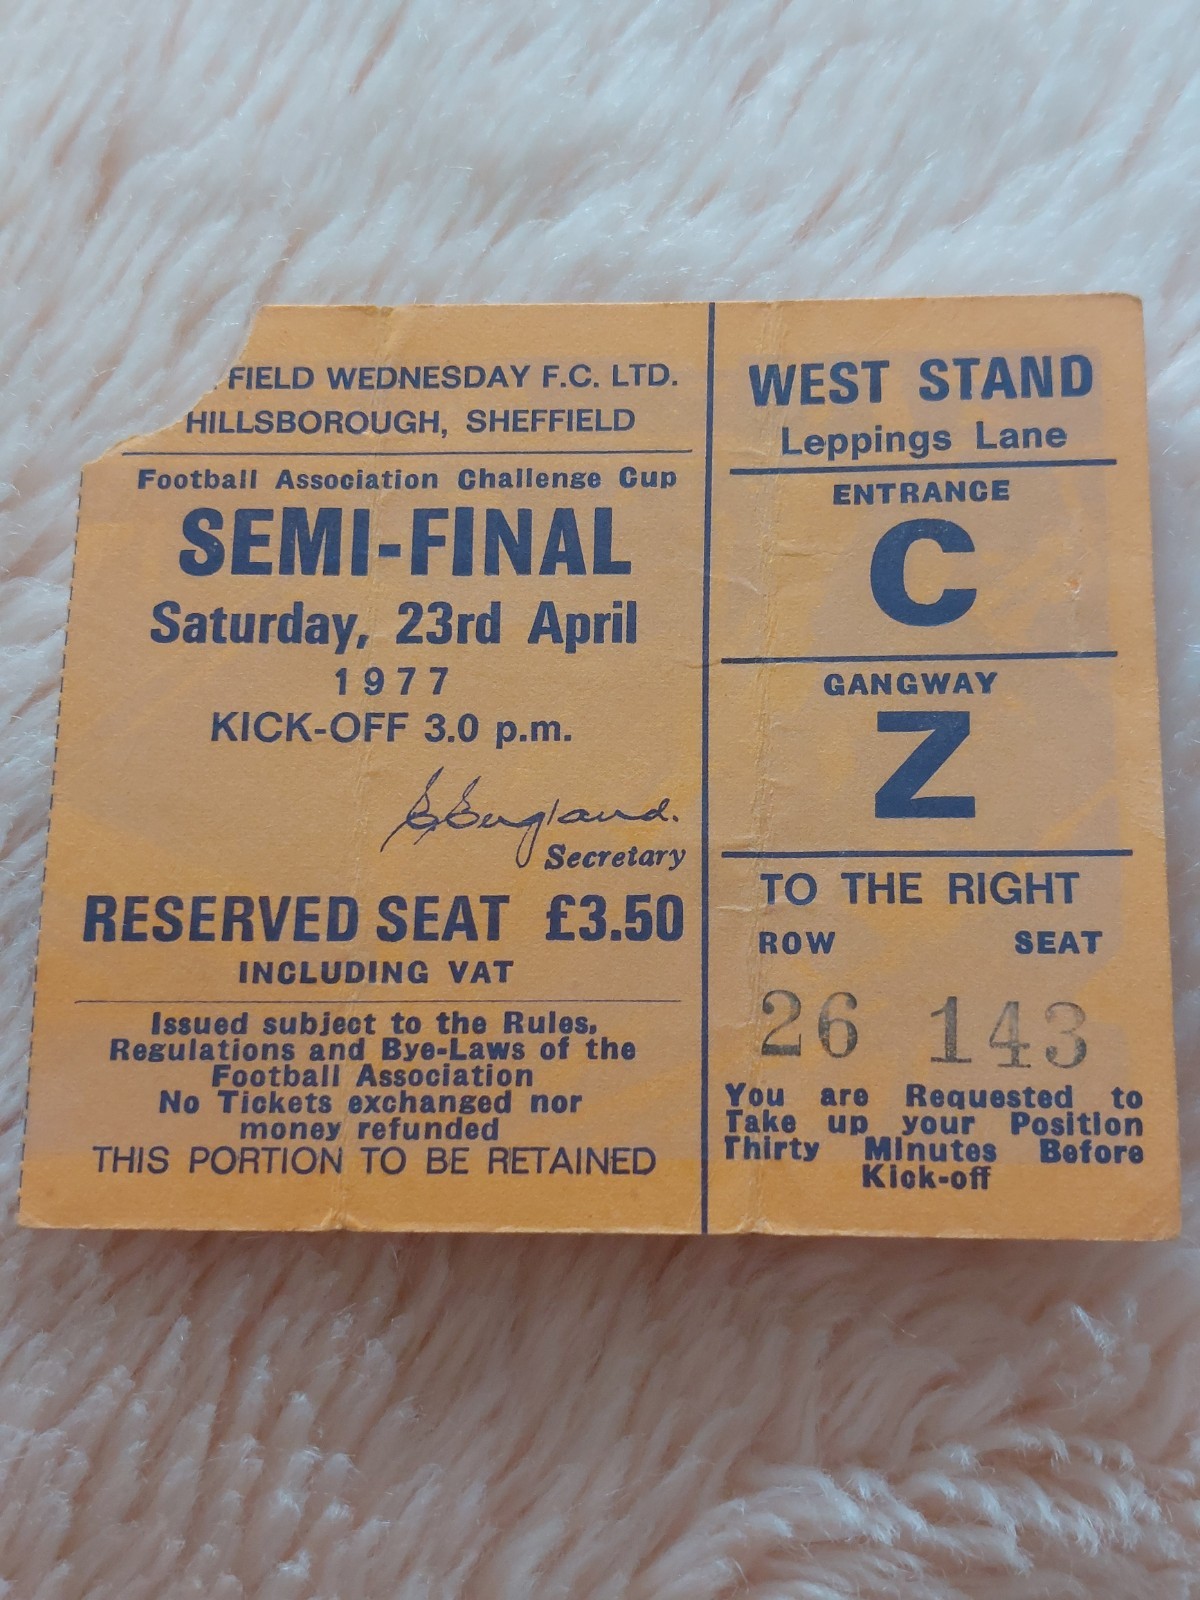 FIELD WEDNESDAY F.C. LTD.
HILLSBOROUGH, SHEFFIELD
Football Association Challenge Cup
SEMI-FINAL
Saturday, 23rd April
1977
KICK-OFF 3.0 p.m.
England.
Secretary
RESERVED SEAT £3.50
INCLUDING VAT
Issued subject to the Rules,
Regulations and Bye-Laws of the
Football Association
No Tickets exchanged nor
money refunded
THIS PORTION TO BE RETAINED
WEST STAND
Leppings Lane
ENTRANCE
C
GANGWAY
Z
TO THE RIGHT
ROW SEAT
26 143
You are Requested to
Take up your Position
Thirty Minutes Before
Kick-off